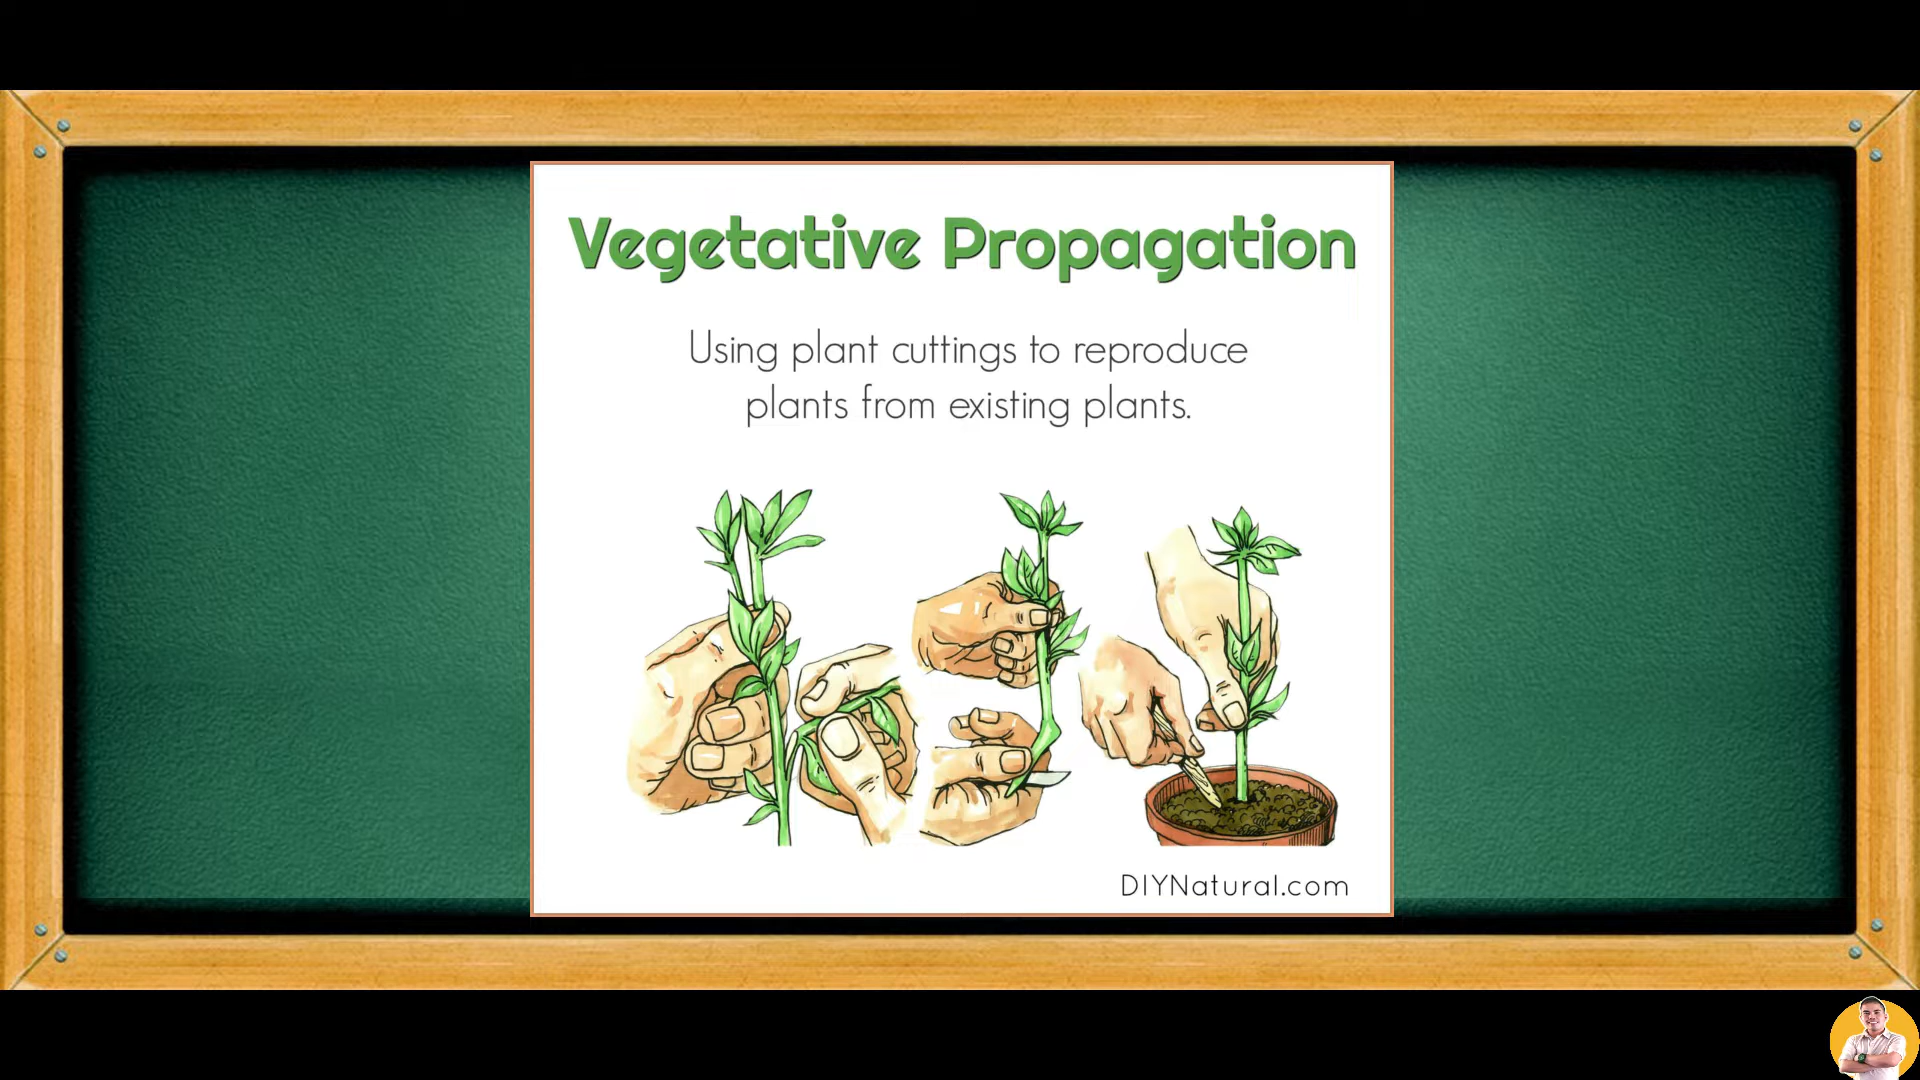 Vegetative Propagation
Using plant cuttings to reproduce
plants from existing plants.
DIYNatural.com